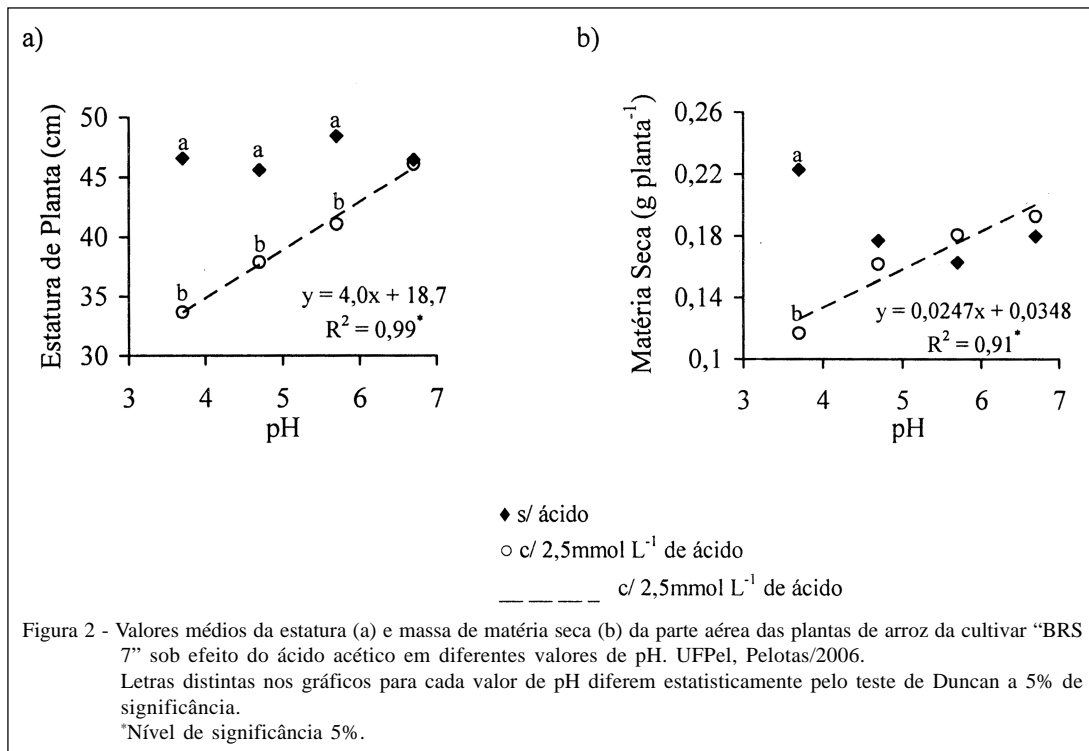 a)
Estatura de Planta (cm)
50
45
40
35
30
a
a
a
b
b
b
y = 4,0x + 18,7
R² = 0,99*
3 4 5 6 7
pH
b)
Matéria Seca (g planta⁻¹)
0,26
0,22
0,18
0,14
0,1
a
b
y = 0,0247x + 0,0348
R² = 0,91*
3 4 5 6 7
pH
s/ ácido
c/ 2,5mmol L⁻¹ de ácido
c/ 2,5mmol L⁻¹ de ácido
Figura 2 - Valores médios da estatura (a) e massa de matéria seca (b) da parte aérea das plantas de arroz da cultivar “BRS
7” sob efeito do ácido acético em diferentes valores de pH. UFPel, Pelotas/2006.
Letras distintas nos gráficos para cada valor de pH diferem estatisticamente pelo teste de Duncan a 5% de
significância.
*Nível de significância 5%.